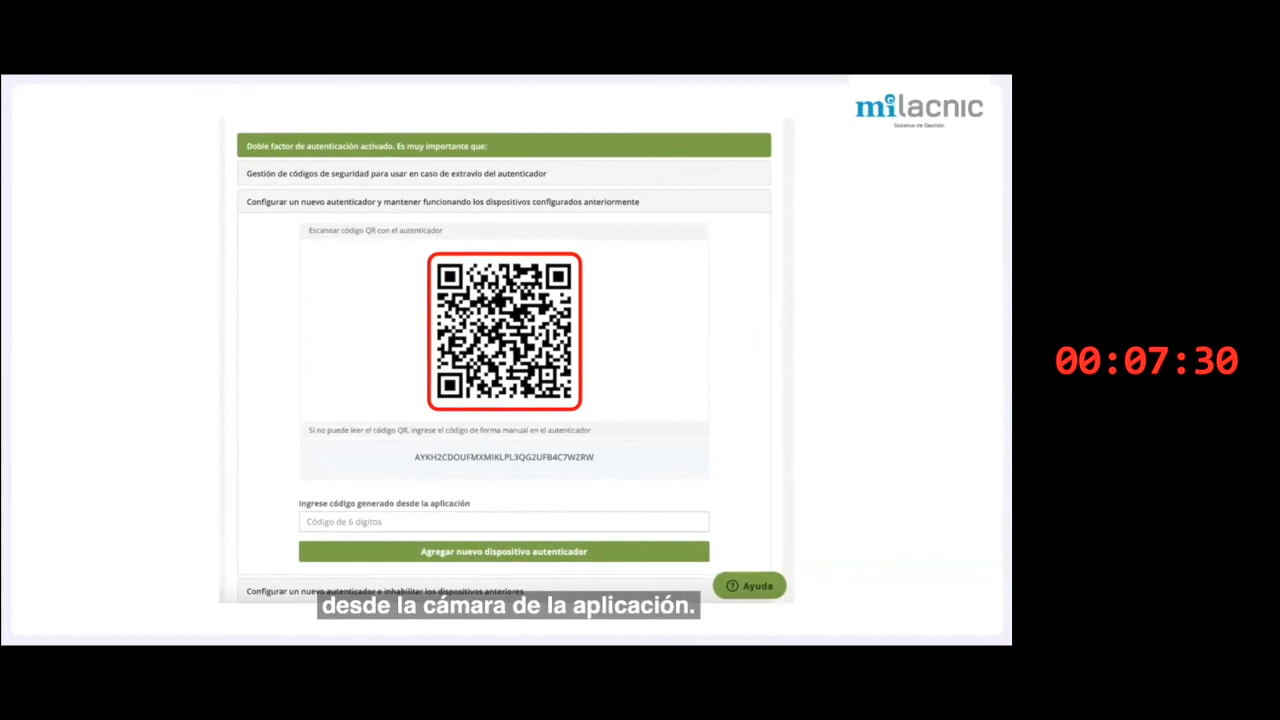 milacnic
Sistema de Gestión
Doble factor de autenticación activado. Es muy importante que:
Gestión de códigos de seguridad para usar en caso de extravío del autenticador
Configurar un nuevo autenticador y mantener funcionando los dispositivos configurados anteriormente
Escanear código QR con el autenticador
Si no puede leer el código QR, ingrese el código de forma manual en el autenticador
AYKH2CDOUFMXMIKLPL3QG2UFB4C7WZRW
Ingrese código generado desde la aplicación
Código de 6 digitos
Agregar nuevo dispositivo autenticador
Configurar un nuevo autenticador e inhabilitar los dispositivos anteriores
Ayuda
desde la cámara de la aplicación.
00:07:30